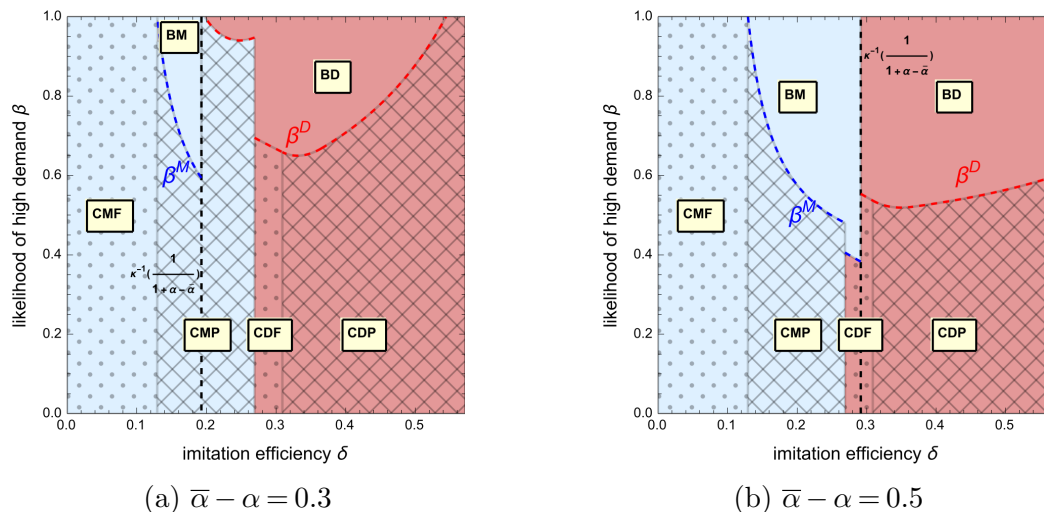 1.0
0.8
0.6
0.4
0.2
0.0
likelihood of high demand β
BM
BD
β^D
β^M
CMF
κ^{-1}(1/(1+α-ᾱ))
CMP
CDF
CDP
0.0 0.1 0.2 0.3 0.4 0.5
imitation efficiency δ
(a) ᾱ − α = 0.3
1.0
0.8
0.6
0.4
0.2
0.0
likelihood of high demand β
κ^{-1}(1/(1+α-ᾱ))
BM
BD
β^D
β^M
CMF
CMP
CDF
CDP
0.0 0.1 0.2 0.3 0.4 0.5
imitation efficiency δ
(b) ᾱ − α = 0.5